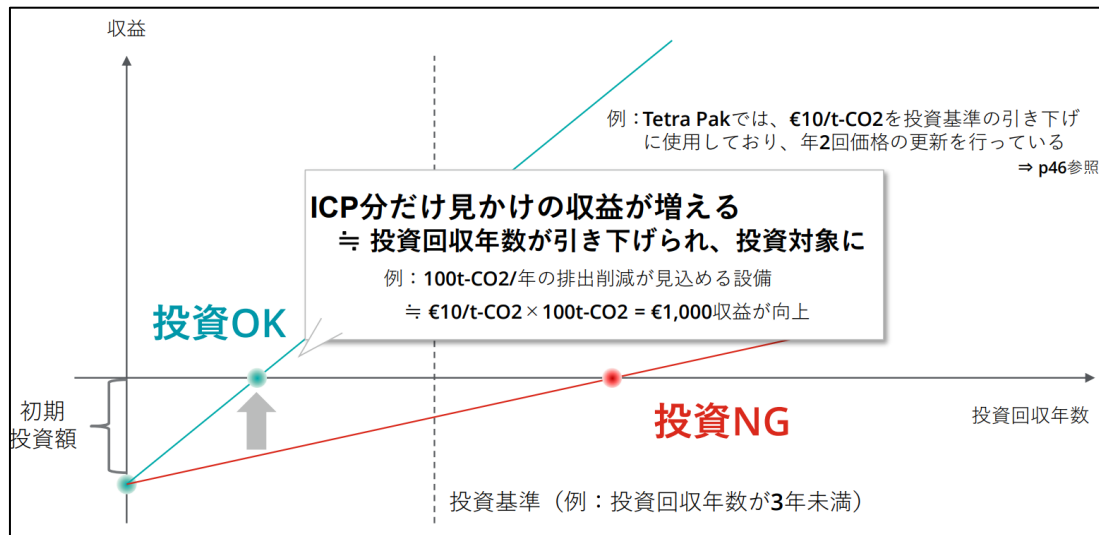 収益
例：Tetra Pakでは、€10/t-CO2を投資基準の引き下げ
に使用しており、年2回価格の更新を行っている
⇒ p46参照
ICP分だけ見かけの収益が増える
≒ 投資回収年数が引き下げられ、投資対象に
例：100t-CO2/年の排出削減が見込める設備
≒ €10/t-CO2×100t-CO2 = €1,000収益が向上
投資OK
初期
投資額
投資NG
投資回収年数
投資基準（例：投資回収年数が3年未満）